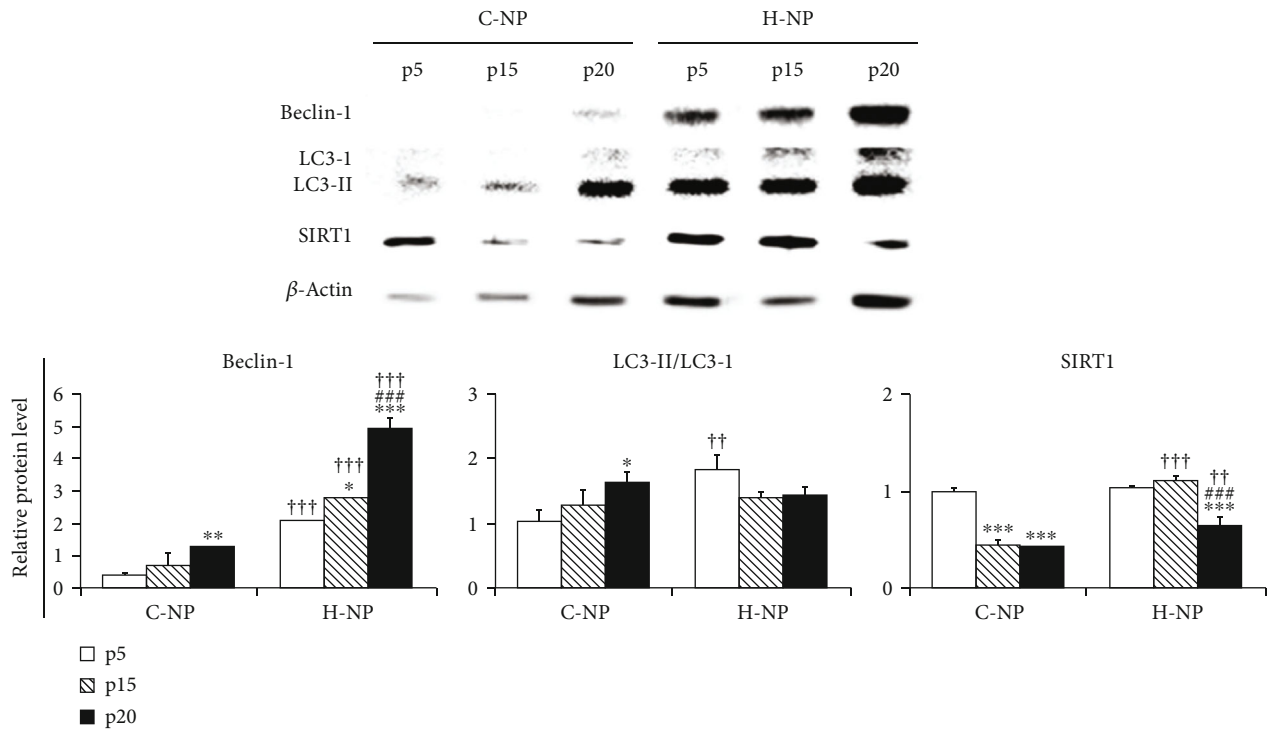 C-NP H-NP
p5 p15 p20 p5 p15 p20
Beclin-1
LC3-1
LC3-II
SIRT1
β-Actin
Relative protein level
Beclin-1
6
5
4
3
2
1
0
**
†††
†††
*
†††
###
***
C-NP H-NP
LC3-II/LC3-1
3
2
1
0
*
††
C-NP H-NP
SIRT1
2
1
0
***
***
†††
††
###
***
C-NP H-NP
p5
p15
p20